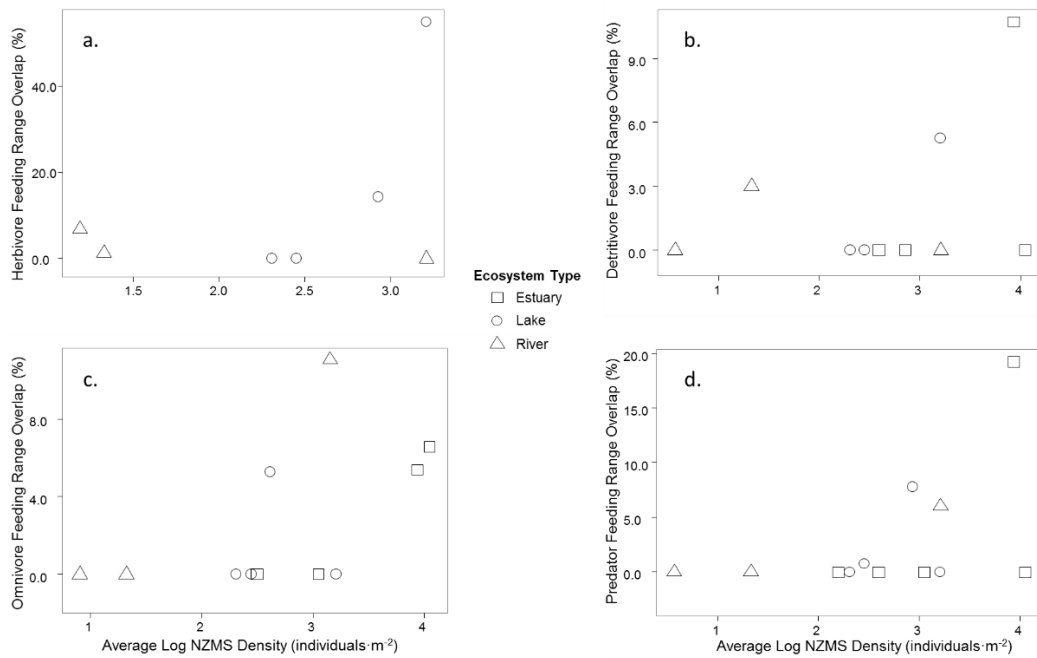 a.
Herbivore Feeding Range Overlap (%)
40.0
20.0
0.0
1.5 2.0 2.5 3.0
b.
Detritivore Feeding Range Overlap (%)
9.0
6.0
3.0
0.0
1 2 3 4
Ecosystem Type
Estuary
Lake
River
c.
Omnivore Feeding Range Overlap (%)
8.0
4.0
0.0
1 2 3 4
Average Log NZMS Density (individuals·m⁻²)
d.
Predator Feeding Range Overlap (%)
20.0
15.0
10.0
5.0
0.0
1 2 3 4
Average Log NZMS Density (individuals·m⁻²)